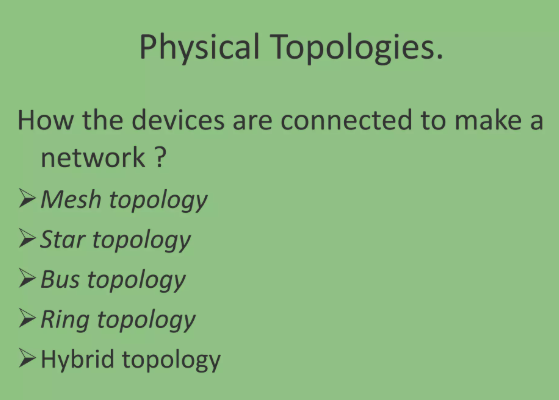 Physical Topologies.
How the devices are connected to make a
network ?
➢Mesh topology
➢Star topology
➢Bus topology
➢Ring topology
➢Hybrid topology